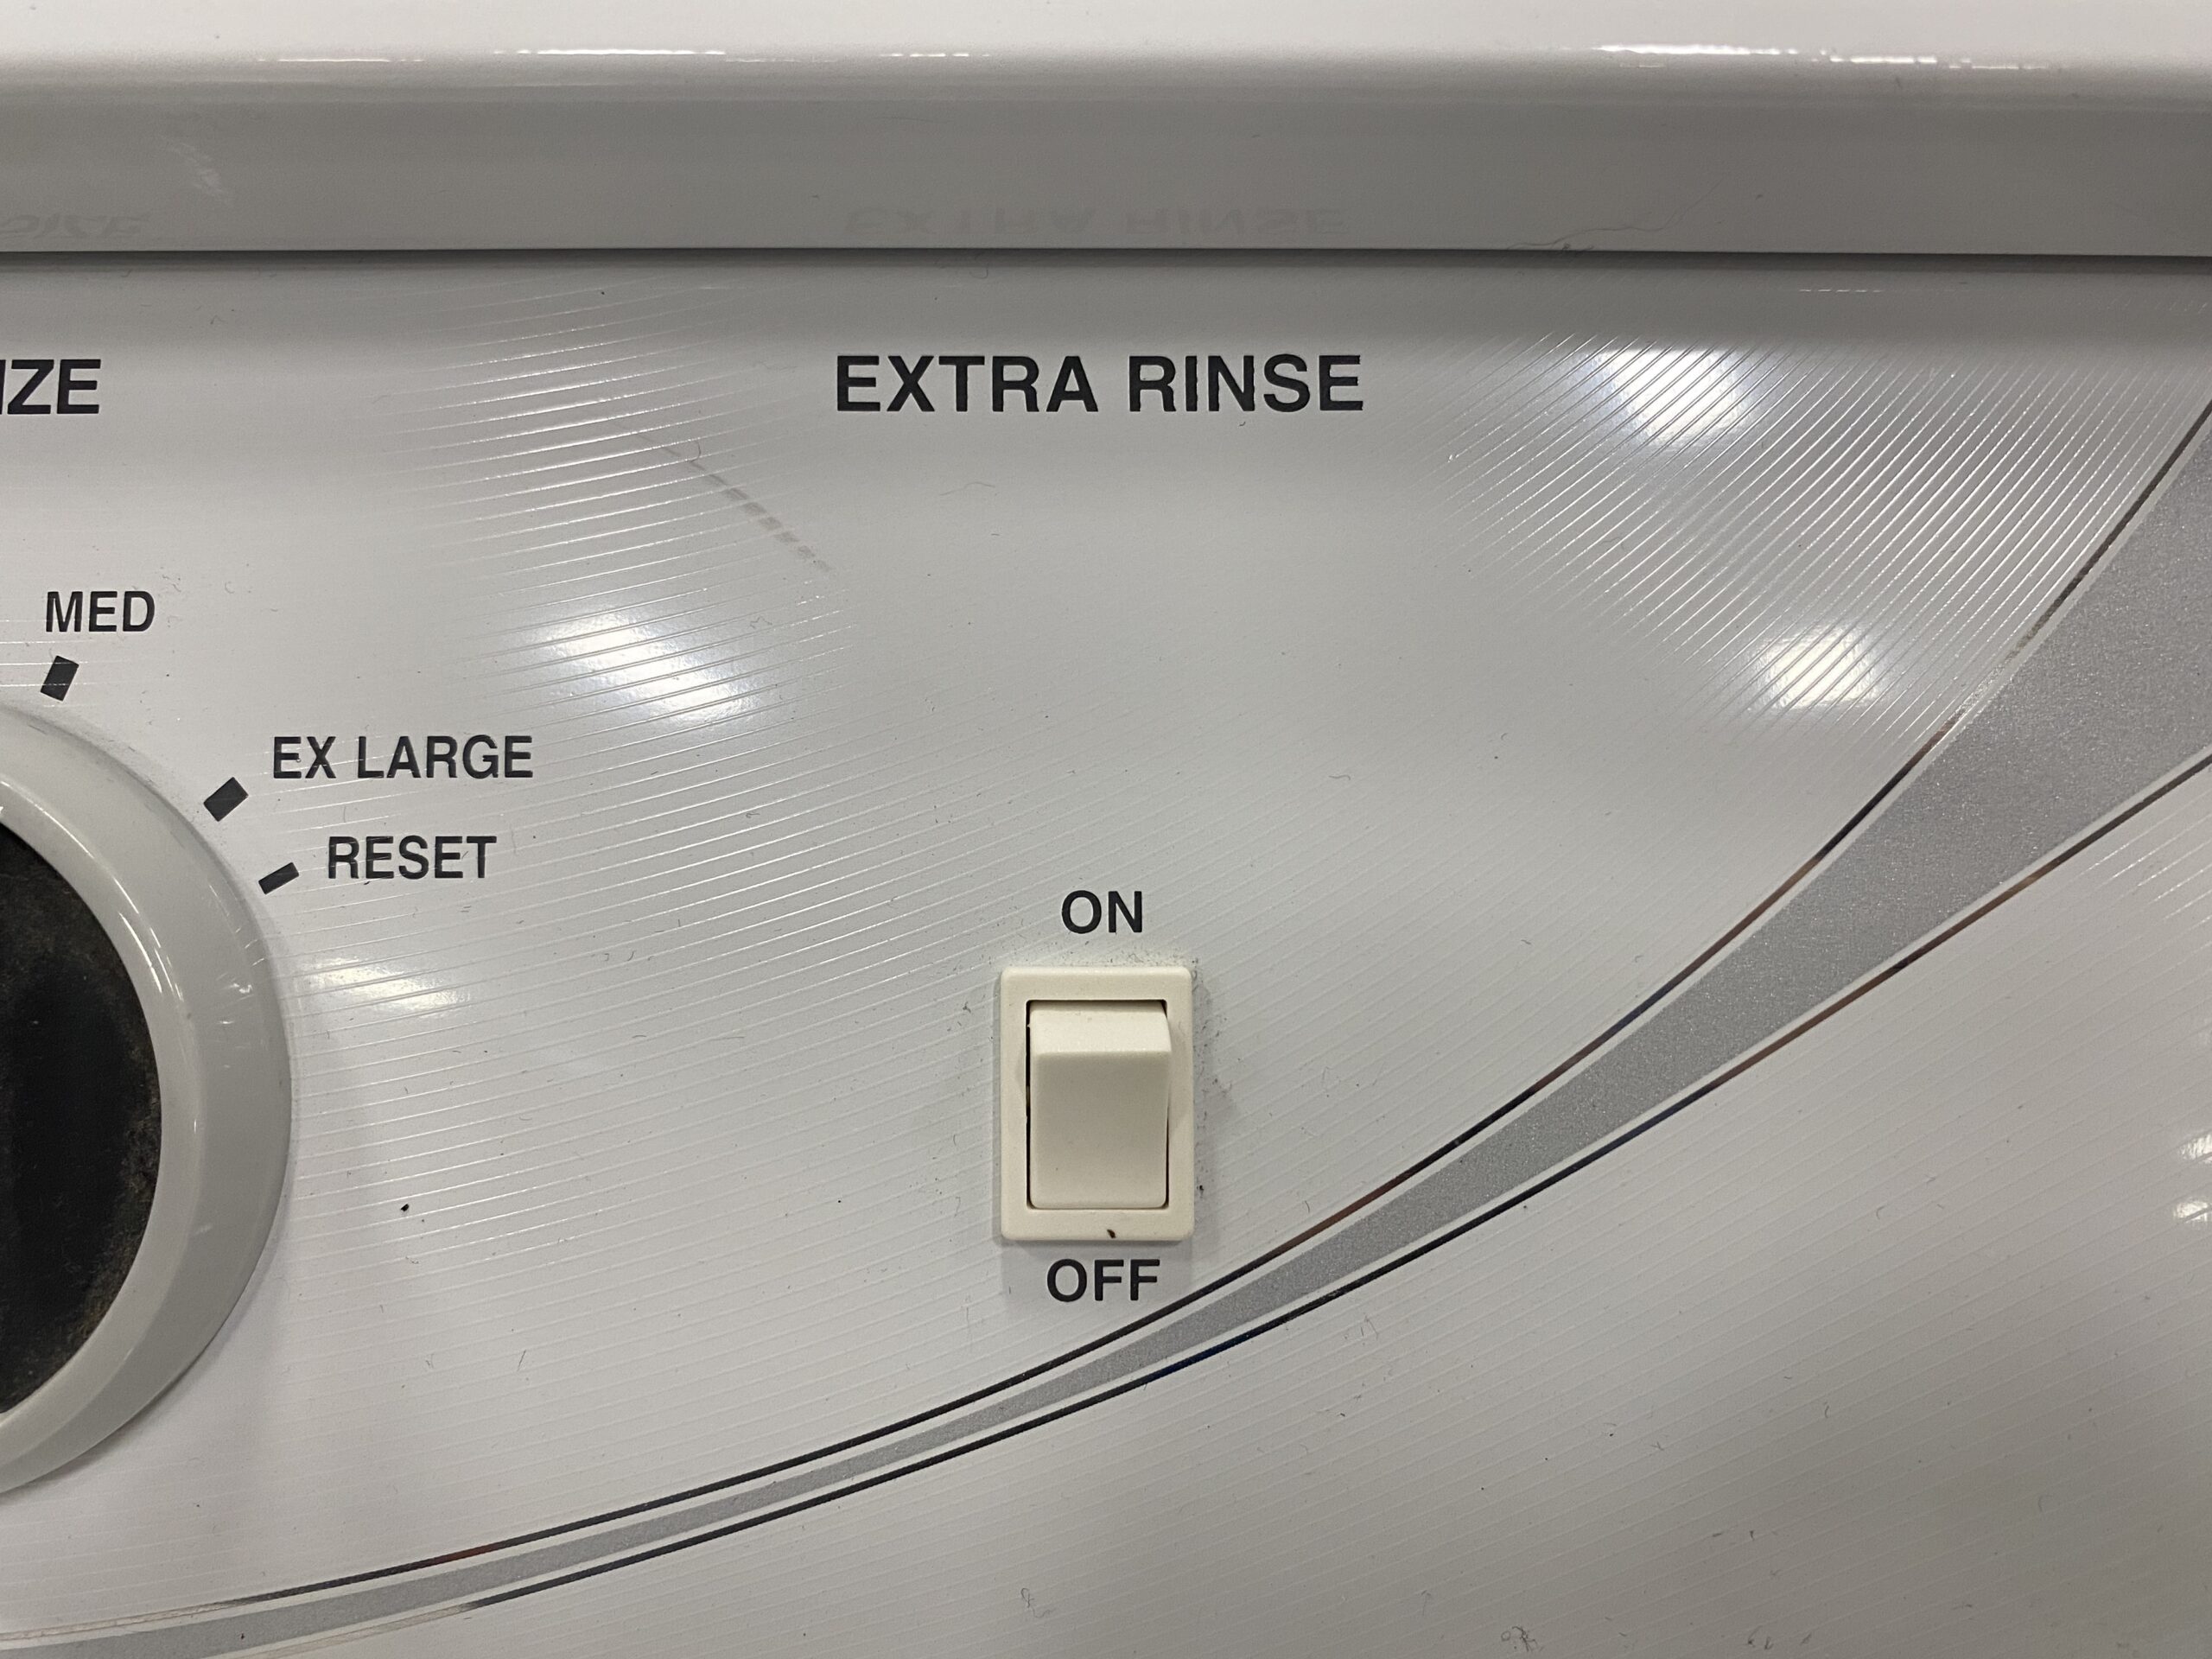 IZE
EXTRA RINSE
MED
EX LARGE
RESET
ON
OFF